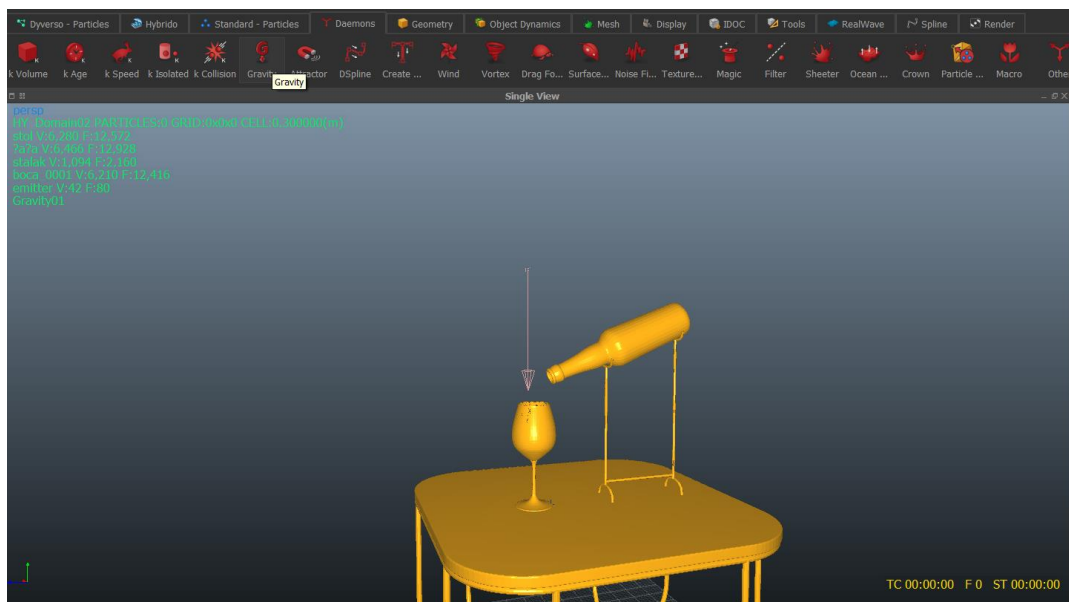 Dyverso - Particles Hybrido Standard - Particles Daemons Geometry Object Dynamics Mesh Display IDOC Tools RealWave Spline Render
k Volume k Age k Speed k Isolated k Collision Gravity Attractor DSpline Create ... Wind Vortex Drag Fo... Surface... Noise Fi... Texture... Magic Filter Sheeter Ocean ... Crown Particle ... Macro Othe
Gravity
Single View
persp
HY_Domain02 PARTICLES:0 GRID:0x0x0 CELL:0.300000(m)
stol V:6,280 F:12,572
?a?a V:6,466 F:12,928
stalak V:1,094 F:2,160
boca_0001 V:6,210 F:12,416
emitter V:42 F:80
Gravity01
TC 00:00:00 F 0 ST 00:00:00